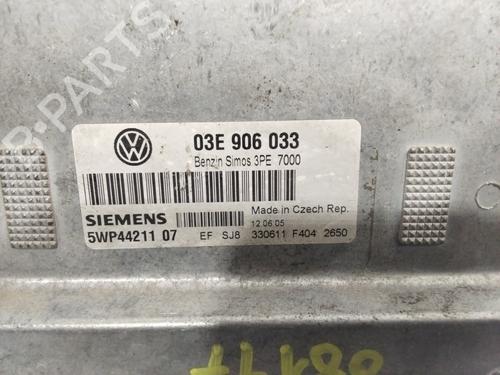 03E 906 033
Benzin Simos 3PE 7000
SIEMENS
Made in Czech Rep.
12 06 05
5WP44211 07 EF SJ8 330611 F404 2650